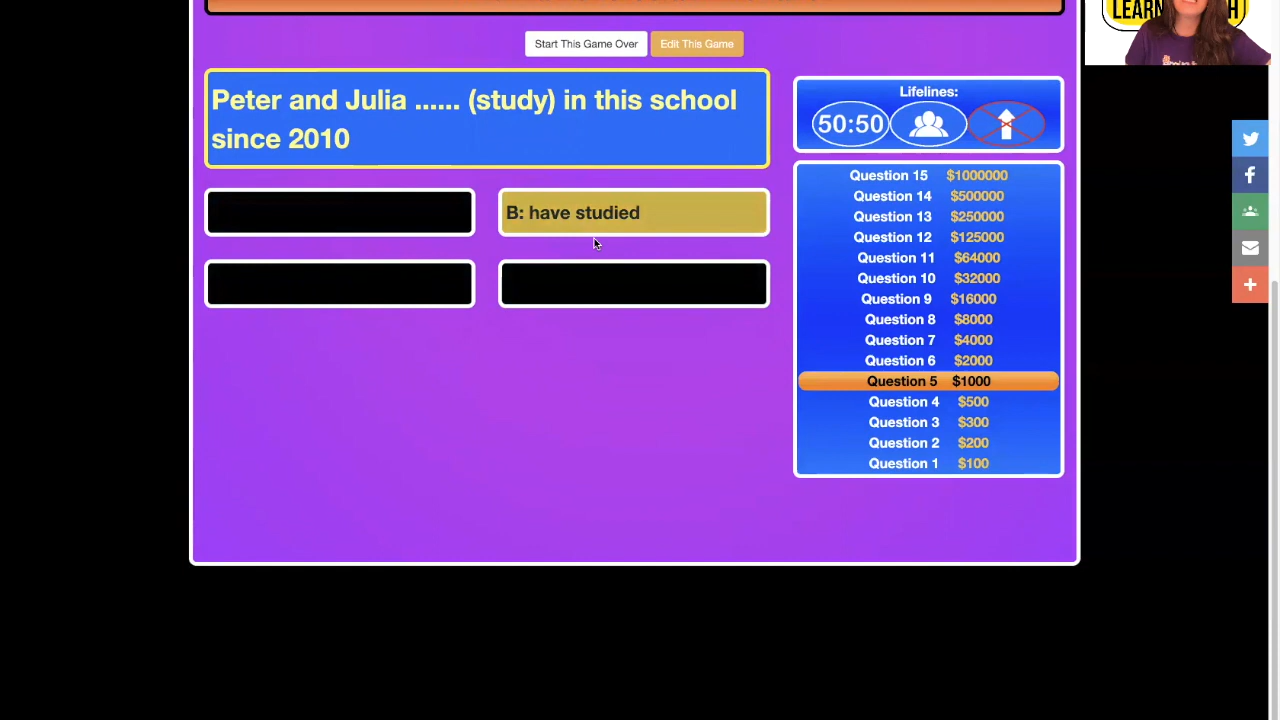 LEARN
Start This Game Over
Edit This Game
Peter and Julia ...... (study) in this school
since 2010
B: have studied
Lifelines:
50:50
Question 15 $1000000
Question 14 $500000
Question 13 $250000
Question 12 $125000
Question 11 $64000
Question 10 $32000
Question 9 $16000
Question 8 $8000
Question 7 $4000
Question 6 $2000
Question 5 $1000
Question 4 $500
Question 3 $300
Question 2 $200
Question 1 $100